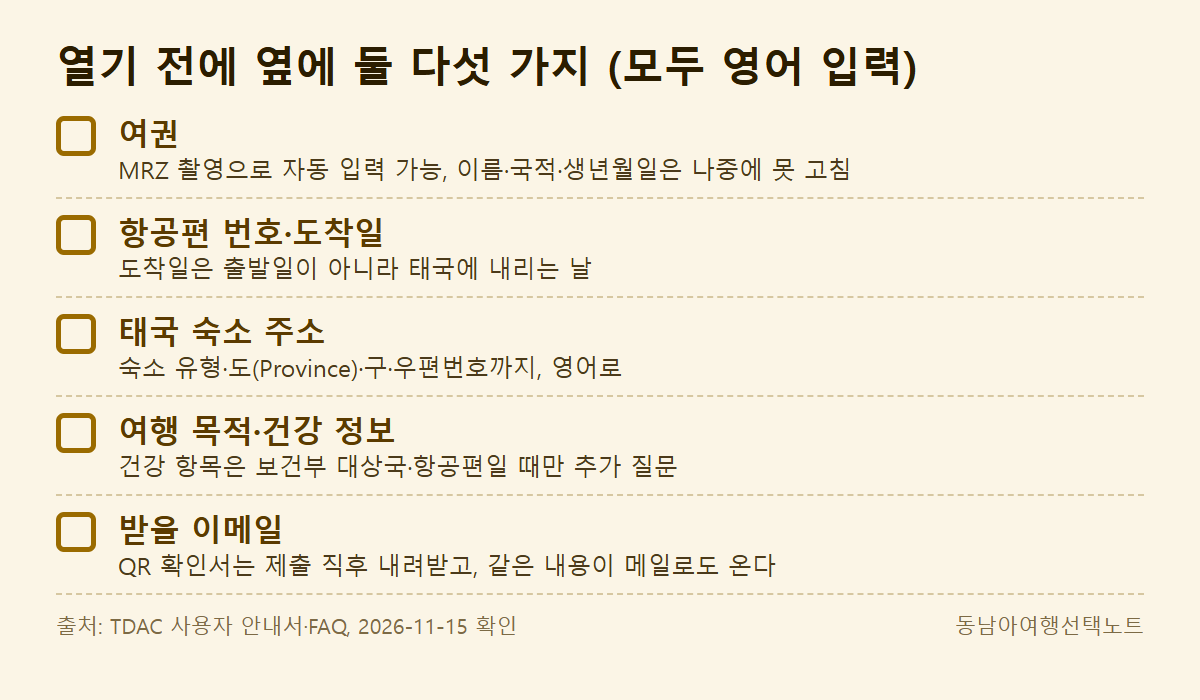 열기 전에 옆에 둘 다섯 가지 (모두 영어 입력)
여권
MRZ 촬영으로 자동 입력 가능, 이름·국적·생년월일은 나중에 못 고침
항공편 번호·도착일
도착일은 출발일이 아니라 태국에 내리는 날
태국 숙소 주소
숙소 유형·도(Province)·구·우편번호까지, 영어로
여행 목적·건강 정보
건강 항목은 보건부 대상국·항공편일 때만 추가 질문
받을 이메일
QR 확인서는 제출 직후 내려받고, 같은 내용이 메일로도 온다
출처: TDAC 사용자 안내서·FAQ, 2026-11-15 확인
동남아여행선택노트